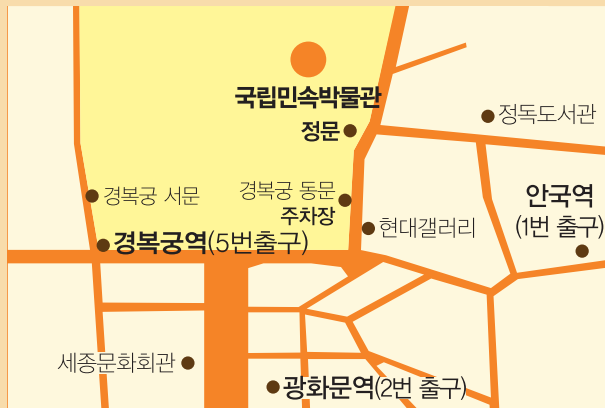 국립민속박물관
정문
정독도서관
경복궁 서문
경복궁 동문
주차장
안국역
(1번 출구)
현대갤러리
경복궁역(5번출구)
세종문화회관
광화문역(2번 출구)